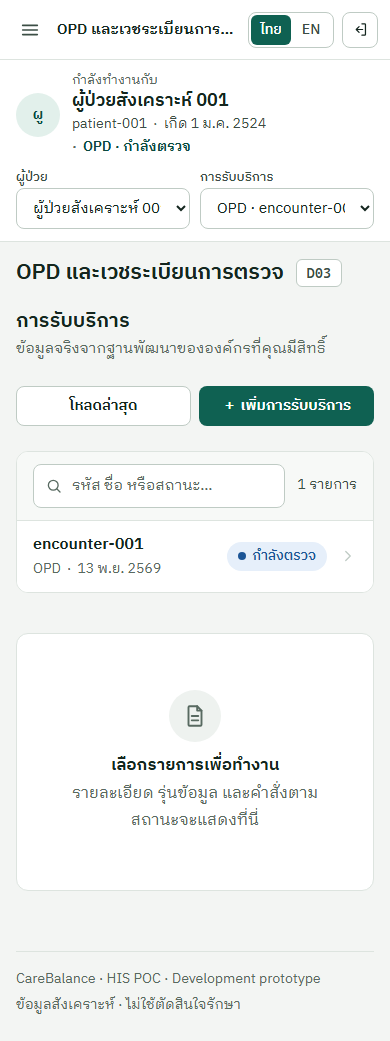 OPD และเวชระเบียนการ...
ไทย
EN
กำลังทำงานกับ
ผู้
ผู้ป่วยสังเคราะห์ 001
patient-001 · เกิด 1 ม.ค. 2524
· OPD · กำลังตรวจ
ผู้ป่วย
การรับบริการ
ผู้ป่วยสังเคราะห์ 00
OPD · encounter-00
OPD และเวชระเบียนการตรวจ
D03
การรับบริการ
ข้อมูลจริงจากฐานพัฒนาขององค์กรที่คุณมีสิทธิ์
โหลดล่าสุด
+ เพิ่มการรับบริการ
รหัส ชื่อ หรือสถานะ...
1 รายการ
encounter-001
OPD · 13 พ.ย. 2569
กำลังตรวจ
เลือกรายการเพื่อทำงาน
รายละเอียด รุ่นข้อมูล และคำสั่งตาม
สถานะจะแสดงที่นี่
CareBalance · HIS POC · Development prototype
ข้อมูลสังเคราะห์ · ไม่ใช้ตัดสินใจรักษา